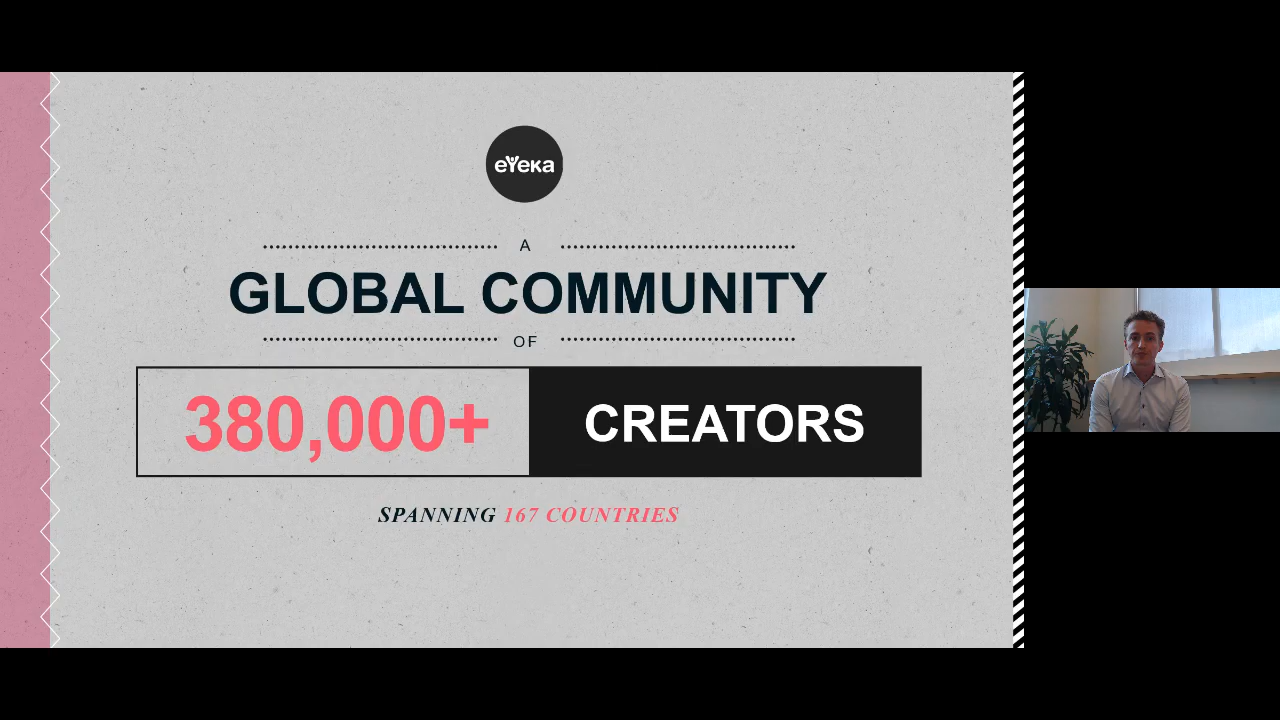 eYeka
A
GLOBAL COMMUNITY
OF
380,000+ CREATORS
SPANNING 167 COUNTRIES